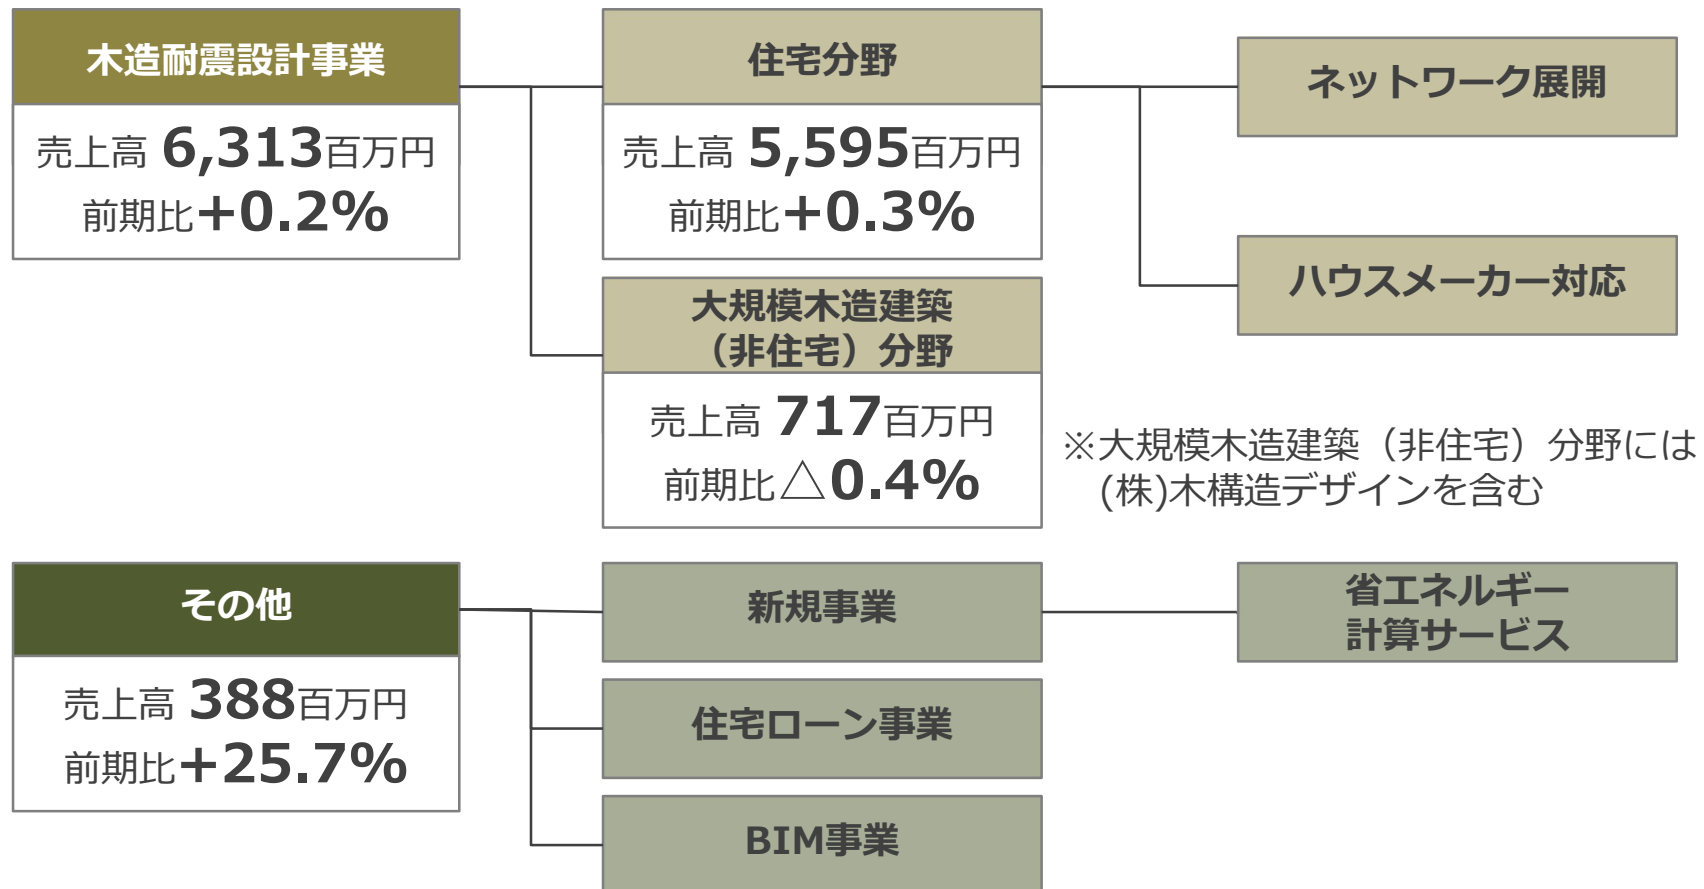 木造耐震設計事業
売上高 6,313百万円
前期比+0.2%
住宅分野
売上高 5,595百万円
前期比+0.3%
ネットワーク展開
ハウスメーカー対応
大規模木造建築
（非住宅）分野
売上高 717百万円
前期比△0.4%
※大規模木造建築（非住宅）分野には
(株)木構造デザインを含む
その他
売上高 388百万円
前期比+25.7%
新規事業
省エネルギー
計算サービス
住宅ローン事業
BIM事業